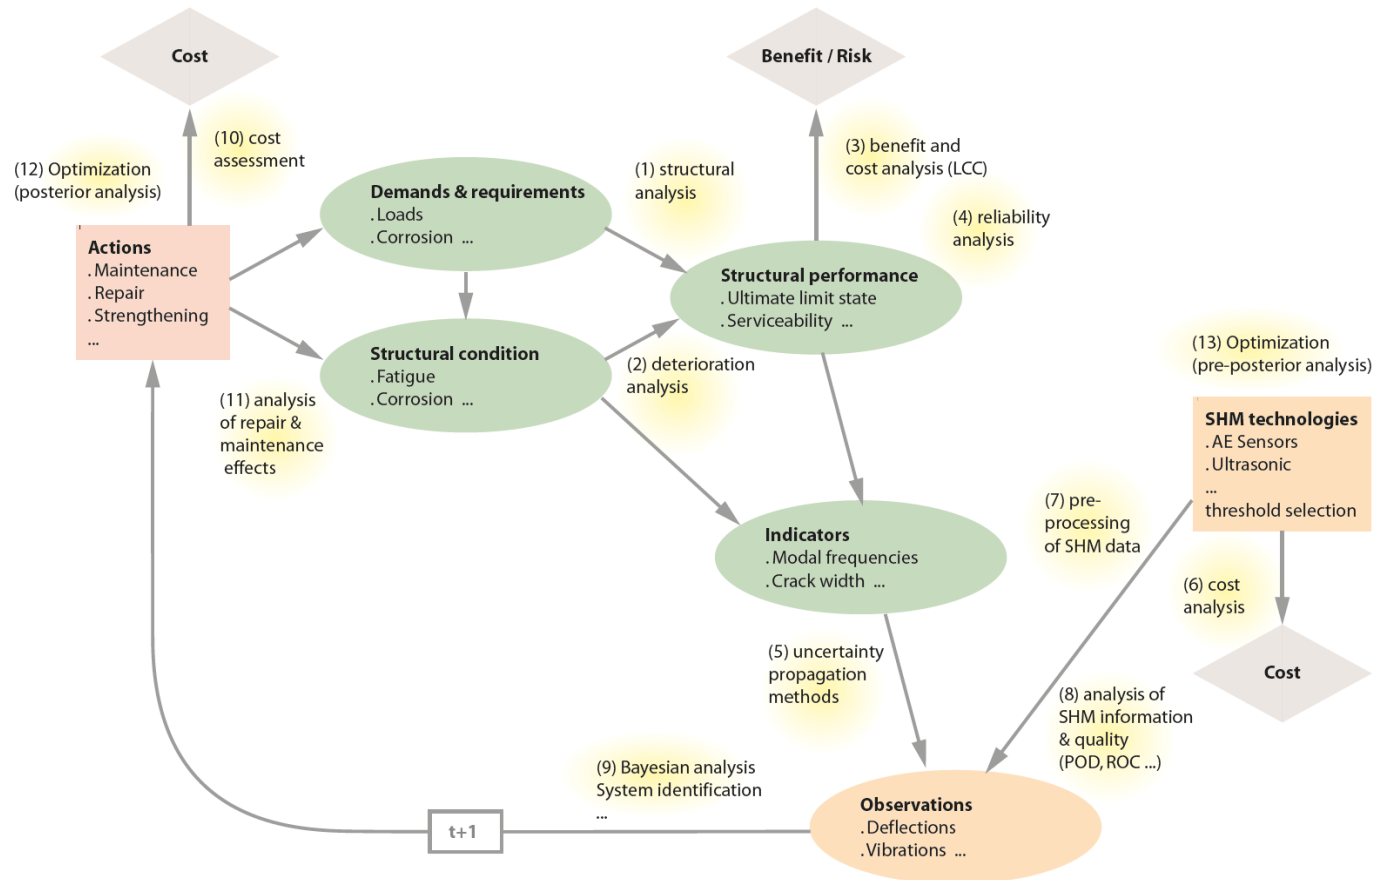 Cost
Benefit / Risk
(10) cost
assessment
(12) Optimization
(posterior analysis)
(3) benefit and
cost analysis (LCC)
(1) structural
analysis
(4) reliability
analysis
Demands & requirements
. Loads
. Corrosion ...
Actions
. Maintenance
. Repair
. Strengthening
...
Structural performance
. Ultimate limit state
. Serviceability ...
Structural condition
. Fatigue
. Corrosion ...
(2) deterioration
analysis
(11) analysis
of repair &
maintenance
effects
(13) Optimization
(pre-posterior analysis)
SHM technologies
. AE Sensors
. Ultrasonic
...
threshold selection
(7) pre-
processing
of SHM data
Indicators
. Modal frequencies
. Crack width ...
(6) cost
analysis
Cost
(5) uncertainty
propagation
methods
(8) analysis of
SHM information
& quality
(POD, ROC ...)
(9) Bayesian analysis
System identification
...
t+1
Observations
. Deflections
. Vibrations ...